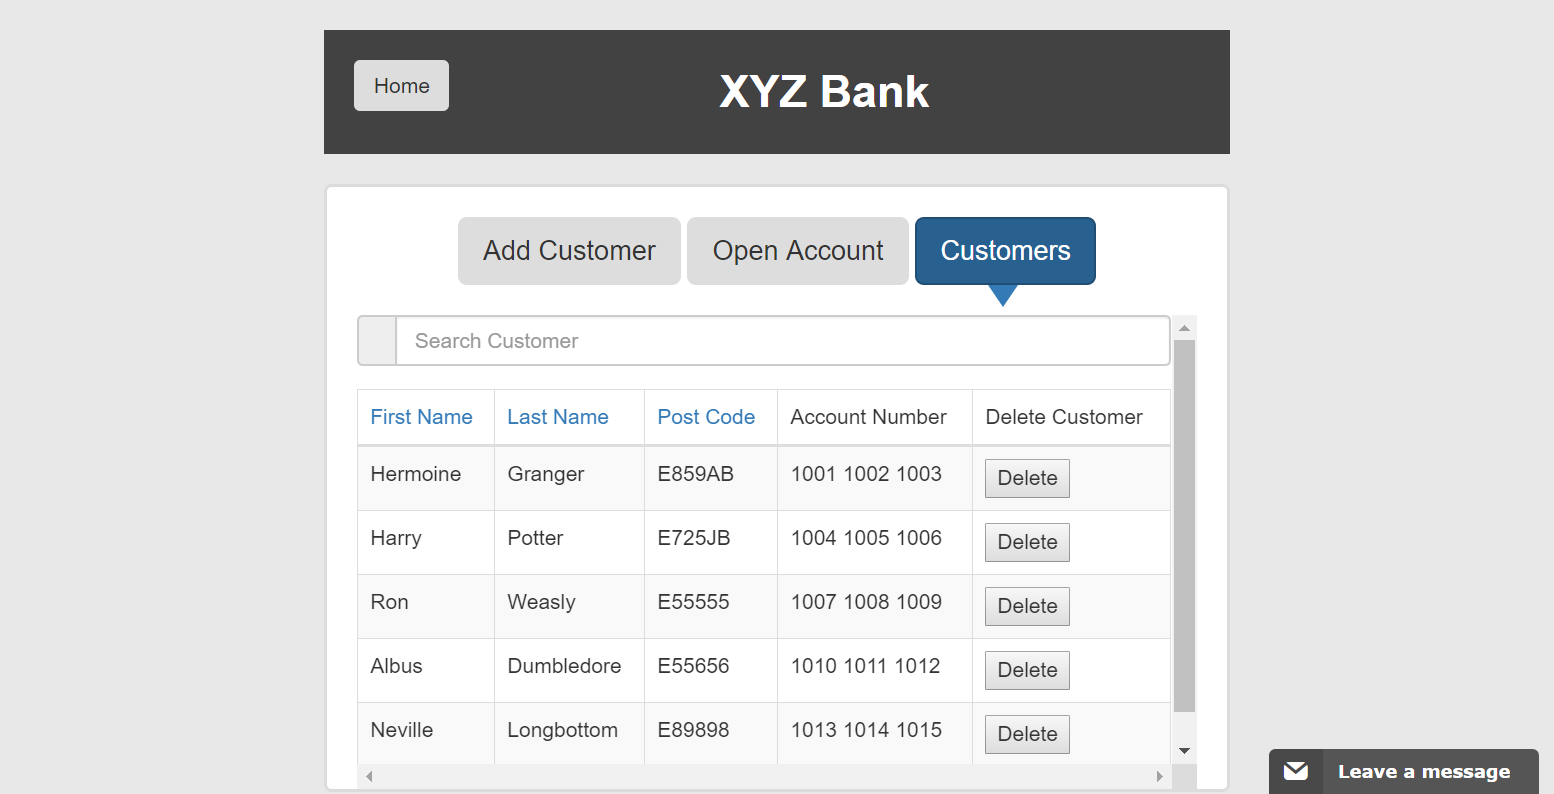 Home
XYZ Bank
Add Customer Open Account Customers
Search Customer
First Name Last Name Post Code Account Number Delete Customer
Hermoine Granger E859AB 1001 1002 1003 Delete
Harry Potter E725JB 1004 1005 1006 Delete
Ron Weasly E55555 1007 1008 1009 Delete
Albus Dumbledore E55656 1010 1011 1012 Delete
Neville Longbottom E89898 1013 1014 1015 Delete
Leave a message